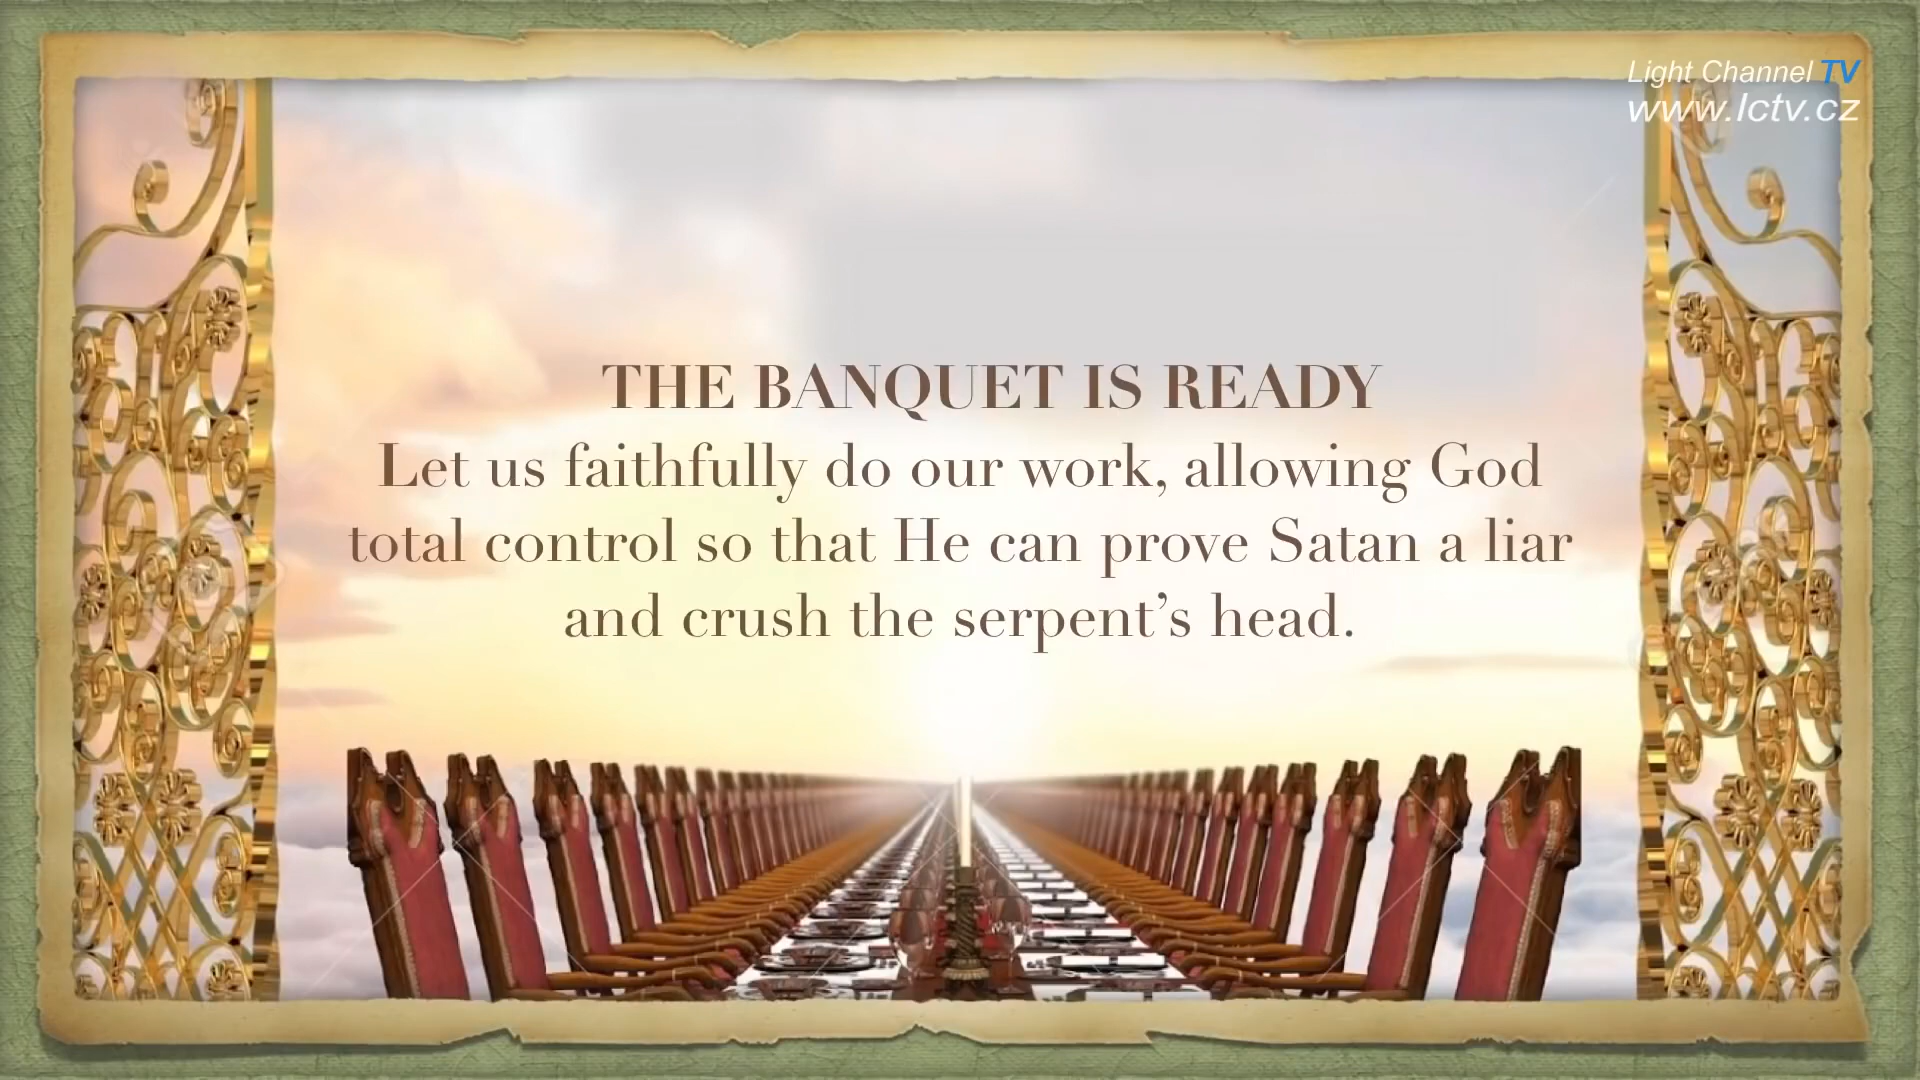 Light Channel TV
www.lctv.cz
THE BANQUET IS READY
Let us faithfully do our work, allowing God
total control so that He can prove Satan a liar
and crush the serpent’s head.